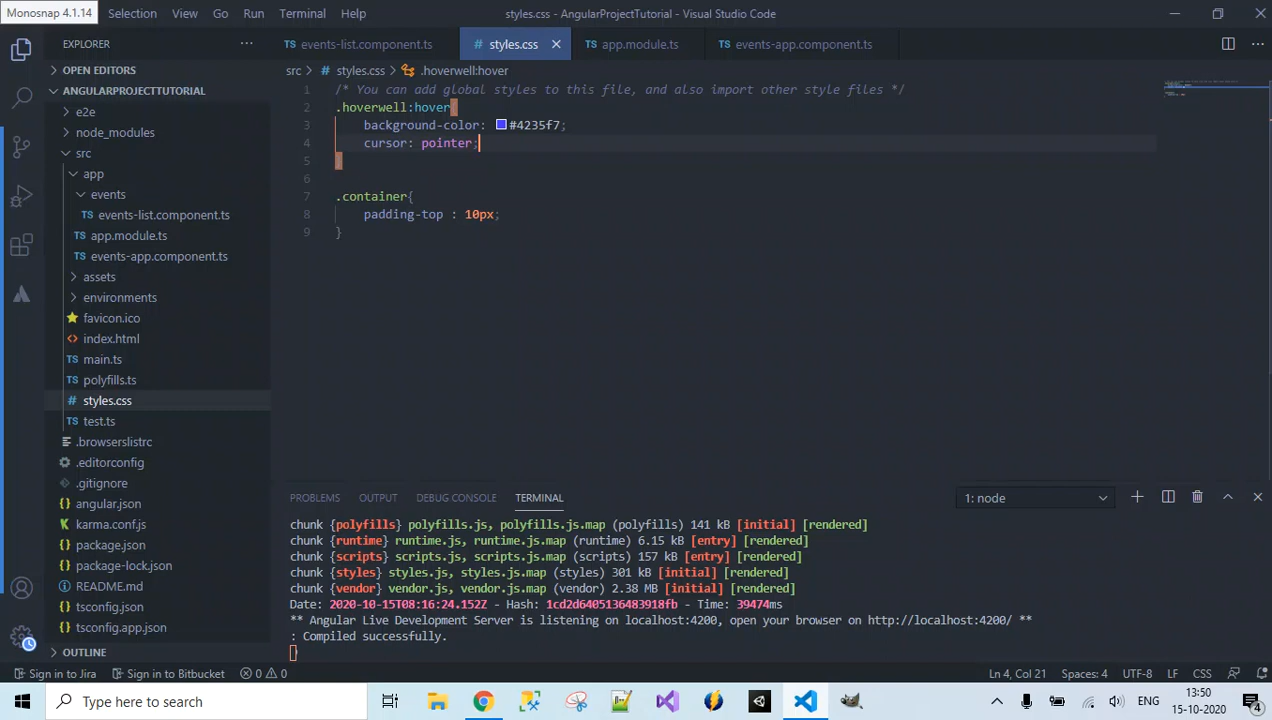 Monosnap 4.1.14
Selection View Go Run Terminal Help
styles.css - AngularProjectTutorial - Visual Studio Code
EXPLORER
TS events-list.component.ts
# styles.css
TS app.module.ts
TS events-app.component.ts
OPEN EDITORS
src > # styles.css > .hoverwell:hover
ANGULARPROJECTTUTORIAL
e2e
node_modules
src
app
events
TS events-list.component.ts
TS app.module.ts
TS events-app.component.ts
assets
environments
favicon.ico
<> index.html
TS main.ts
TS polyfills.ts
# styles.css
TS test.ts
.browserslistrc
.editorconfig
.gitignore
{} angular.json
karma.conf.js
{} package.json
{} package-lock.json
README.md
tsconfig.json
tsconfig.app.json
OUTLINE
1 /* You can add global styles to this file, and also import other style files */
2 .hoverwell:hover{
3 background-color: #4235f7;
4 cursor: pointer;
5 }
6
7 .container{
8 padding-top : 10px;
9 }
PROBLEMS OUTPUT DEBUG CONSOLE TERMINAL
1: node
chunk {polyfills} polyfills.js, polyfills.js.map (polyfills) 141 kB [initial] [rendered]
chunk {runtime} runtime.js, runtime.js.map (runtime) 6.15 kB [entry] [rendered]
chunk {scripts} scripts.js, scripts.js.map (scripts) 157 kB [entry] [rendered]
chunk {styles} styles.js, styles.js.map (styles) 301 kB [initial] [rendered]
chunk {vendor} vendor.js, vendor.js.map (vendor) 2.38 MB [initial] [rendered]
Date: 2020-10-15T08:16:24.152Z - Hash: 1cd2d6405136483918fb - Time: 39474ms
** Angular Live Development Server is listening on localhost:4200, open your browser on http://localhost:4200/ **
: Compiled successfully.
Sign in to Jira
Sign in to Bitbucket
0 0
Ln 4, Col 21
Spaces: 4
UTF-8
LF
CSS
Type here to search
ENG
13:50
15-10-2020
4